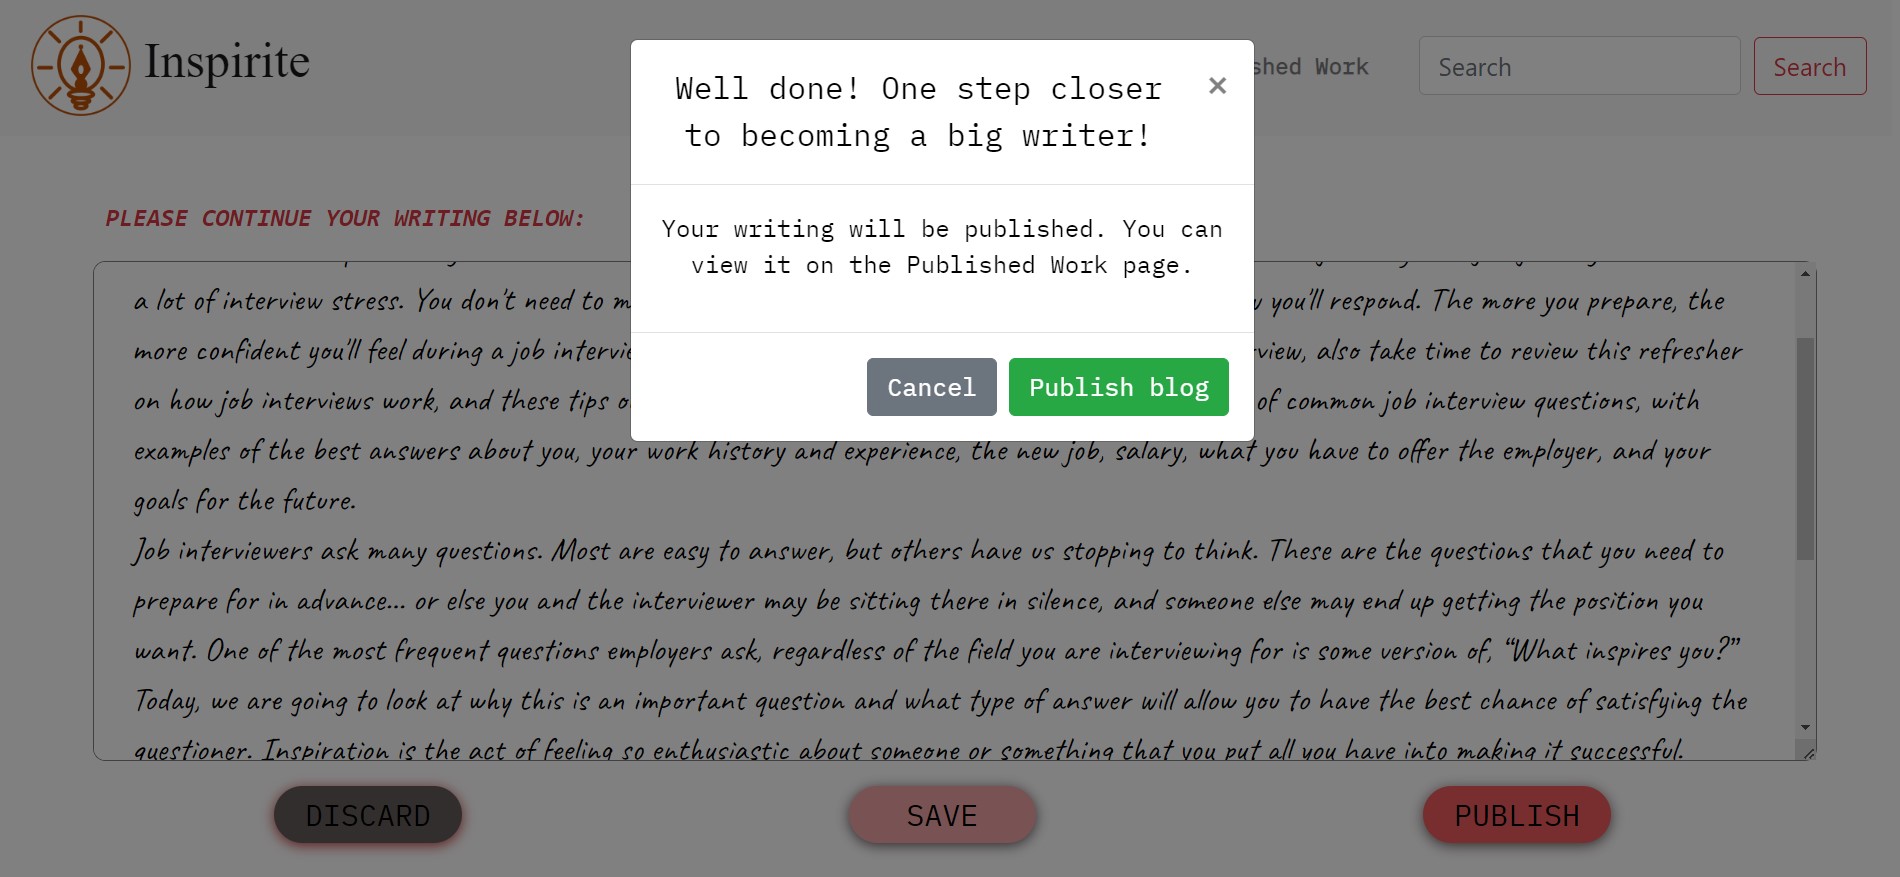 Inspirite
shed Work
Search
Search
Well done! One step closer
to becoming a big writer!
×
Your writing will be published. You can
view it on the Published Work page.
Cancel
Publish blog
PLEASE CONTINUE YOUR WRITING BELOW:
a lot of interview stress. You don't need to m
you'll respond. The more you prepare, the
more confident you'll feel during a job intervie
rview, also take time to review this refresher
on how job interviews work, and these tips o
of common job interview questions, with
examples of the best answers about you, your work history and experience, the new job, salary, what you have to offer the employer, and your
goals for the future.
Job interviewers ask many questions. Most are easy to answer, but others have us stopping to think. These are the questions that you need to
prepare for in advance... or else you and the interviewer may be sitting there in silence, and someone else may end up getting the position you
want. One of the most frequent questions employers ask, regardless of the field you are interviewing for is some version of, “What inspires you?”
Today, we are going to look at why this is an important question and what type of answer will allow you to have the best chance of satisfying the
questioner. Inspiration is the act of feeling so enthusiastic about someone or something that you put all you have into making it successful.
DISCARD
SAVE
PUBLISH